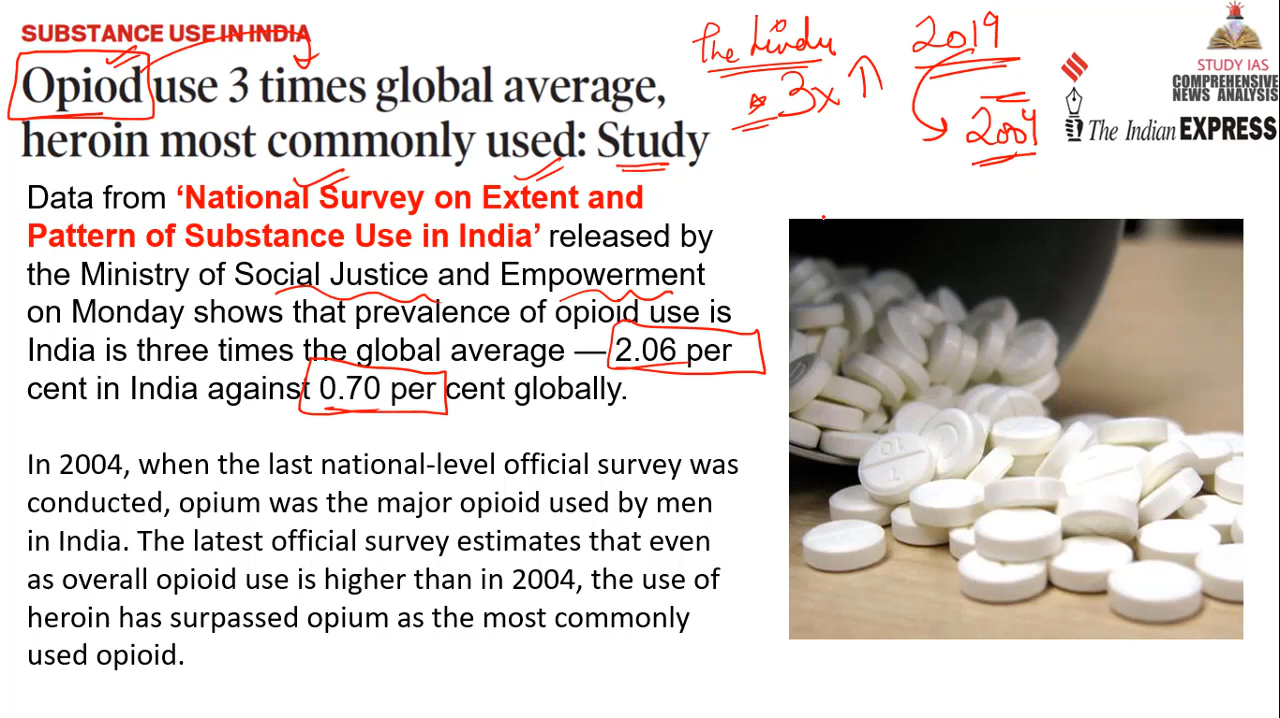 SUBSTANCE USE IN INDIA
Opiod use 3 times global average,
heroin most commonly used: Study
The Hindu
3x
2019
2004
STUDY IAS
COMPREHENSIVE
NEWS ANALYSIS
The Indian EXPRESS
Data from ‘National Survey on Extent and
Pattern of Substance Use in India’ released by
the Ministry of Social Justice and Empowerment
on Monday shows that prevalence of opioid use is
India is three times the global average — 2.06 per
cent in India against 0.70 per cent globally.
In 2004, when the last national-level official survey was
conducted, opium was the major opioid used by men
in India. The latest official survey estimates that even
as overall opioid use is higher than in 2004, the use of
heroin has surpassed opium as the most commonly
used opioid.